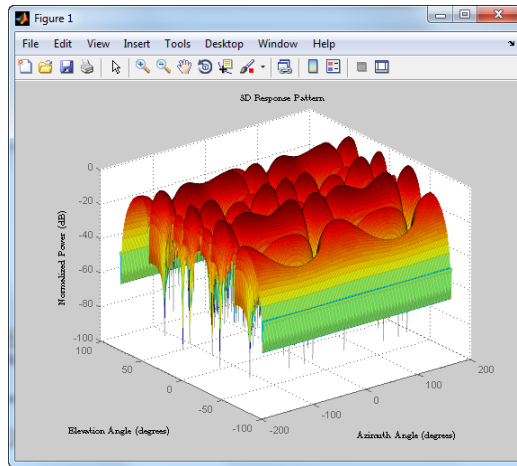 Figure 1
File Edit View Insert Tools Desktop Window Help
3D Response Pattern
Normalized Power (dB)
0
-20
-40
-60
-80
-100
100
50
0
-50
-100
Elevation Angle (degrees)
-200
-100
0
100
200
Azimuth Angle (degrees)